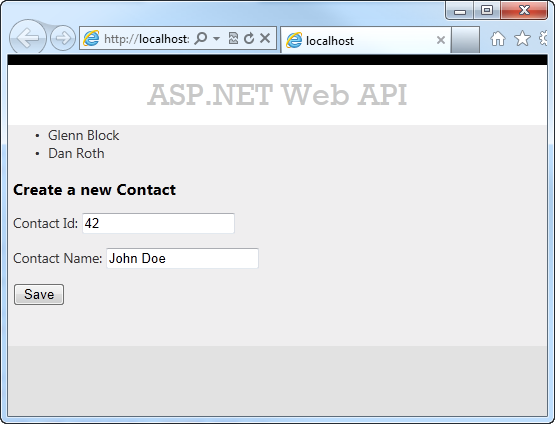 http://localhost:
localhost
ASP.NET Web API
• Glenn Block
• Dan Roth
Create a new Contact
Contact Id: 42
Contact Name: John Doe
Save